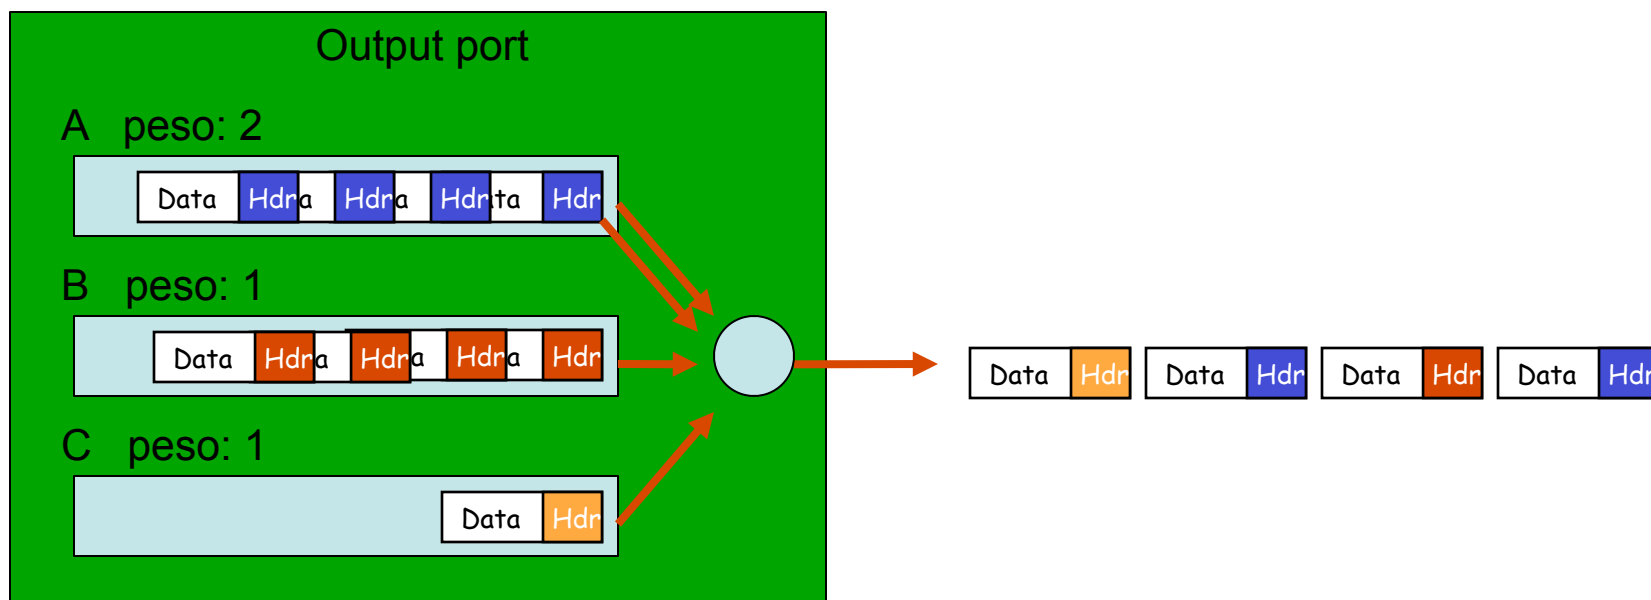 Output port
A peso: 2
Data Hdr a Hdr a Hdr ta Hdr
B peso: 1
Data Hdr a Hdr a Hdr a Hdr
Data Hdr Data Hdr Data Hdr Data Hdr
C peso: 1
Data Hdr